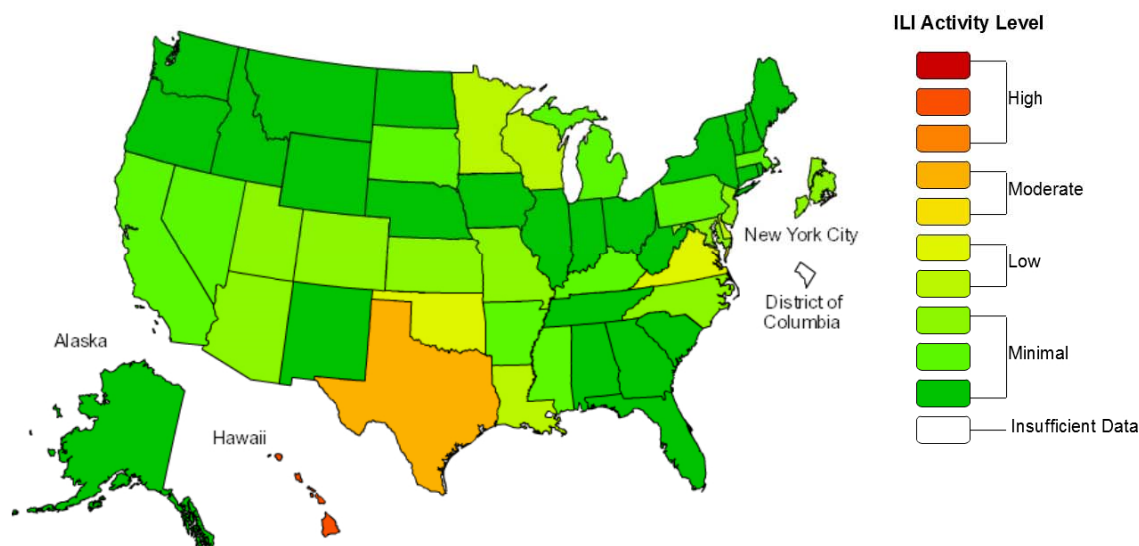 ILI Activity Level
High
Moderate
Low
Minimal
Insufficient Data
New York City
District of
Columbia
Alaska
Hawaii